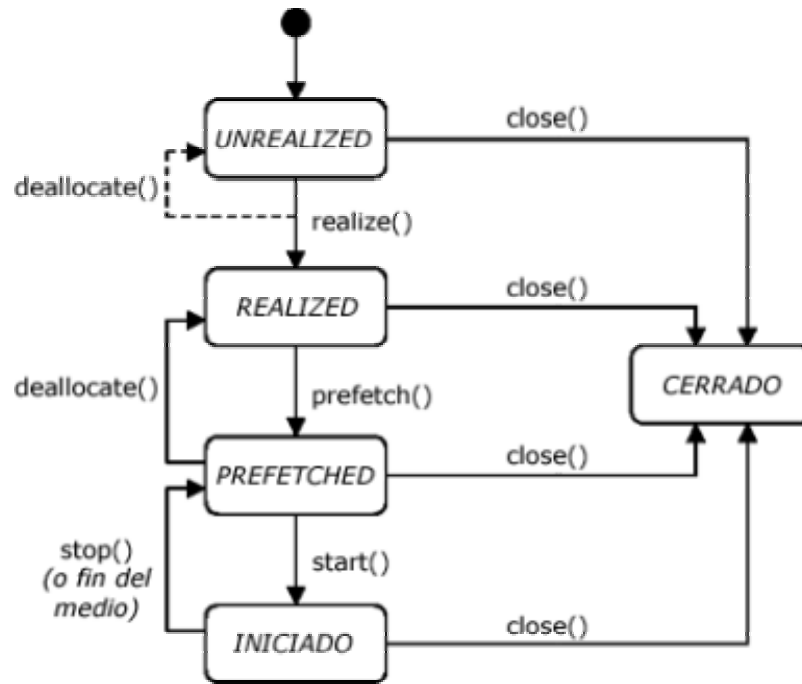 UNREALIZED
close()
deallocate()
realize()
REALIZED
close()
deallocate()
prefetch()
CERRADO
PREFETCHED
close()
stop()
(o fin del
medio)
start()
INICIADO
close()